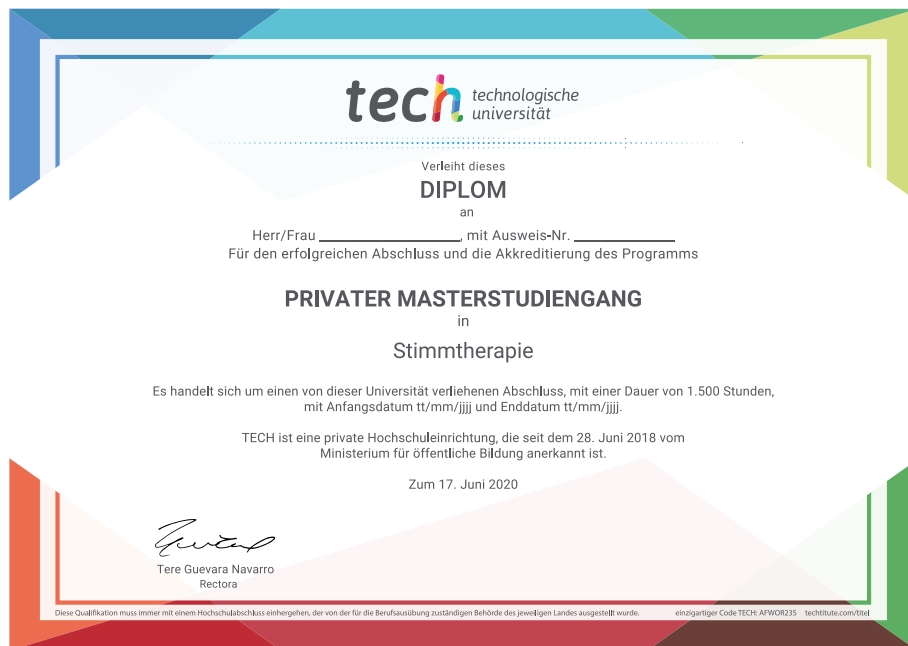 tech technologische
universität
Verleiht dieses
DIPLOM
an
Herr/Frau ____________________, mit Ausweis-Nr. ______________
Für den erfolgreichen Abschluss und die Akkreditierung des Programms
PRIVATER MASTERSTUDIENGANG
in
Stimmtherapie
Es handelt sich um einen von dieser Universität verliehenen Abschluss, mit einer Dauer von 1.500 Stunden,
mit Anfangsdatum tt/mm/jjjj und Enddatum tt/mm/jjjj.
TECH ist eine private Hochschuleinrichtung, die seit dem 28. Juni 2018 vom
Ministerium für öffentliche Bildung anerkannt ist.
Zum 17. Juni 2020
Tere Guevara Navarro
Rectora
Diese Qualifikation muss immer mit einem Hochschulabschluss einhergehen, der von der für die Berufsausübung zuständigen Behörde des jeweiligen Landes ausgestellt wurde. einzigartiger Code TECH: AFWOR23S techtitute.com/titel